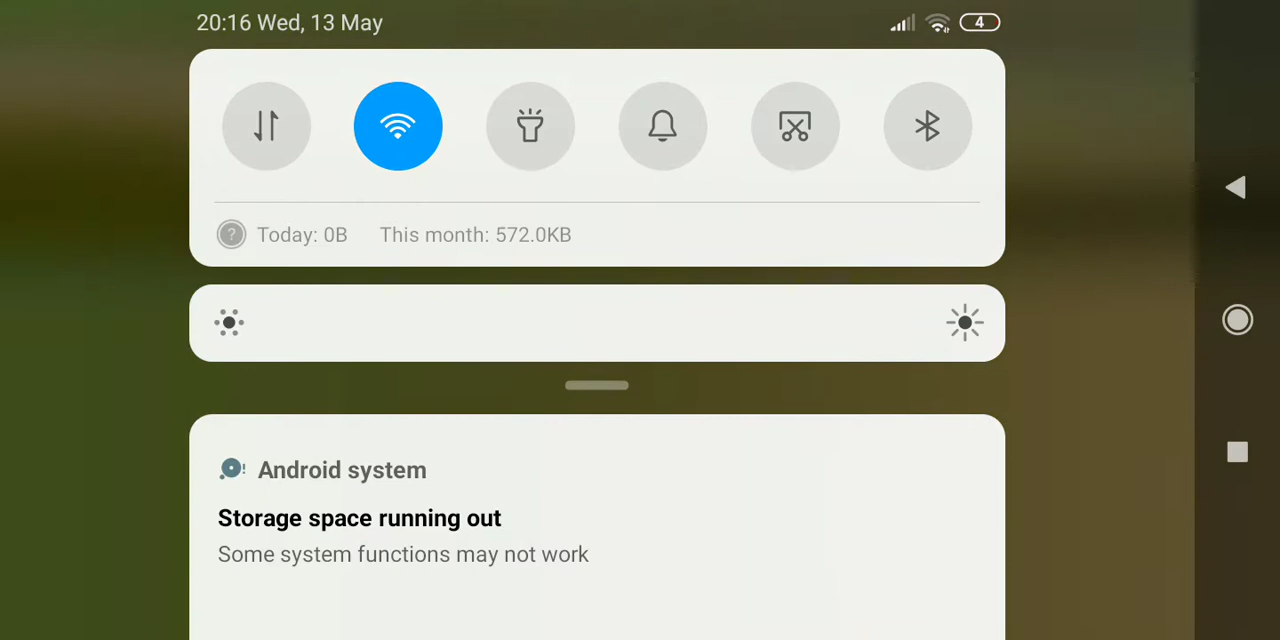 20:16 Wed, 13 May 4
? Today: 0B This month: 572.0KB
Android system
Storage space running out
Some system functions may not work